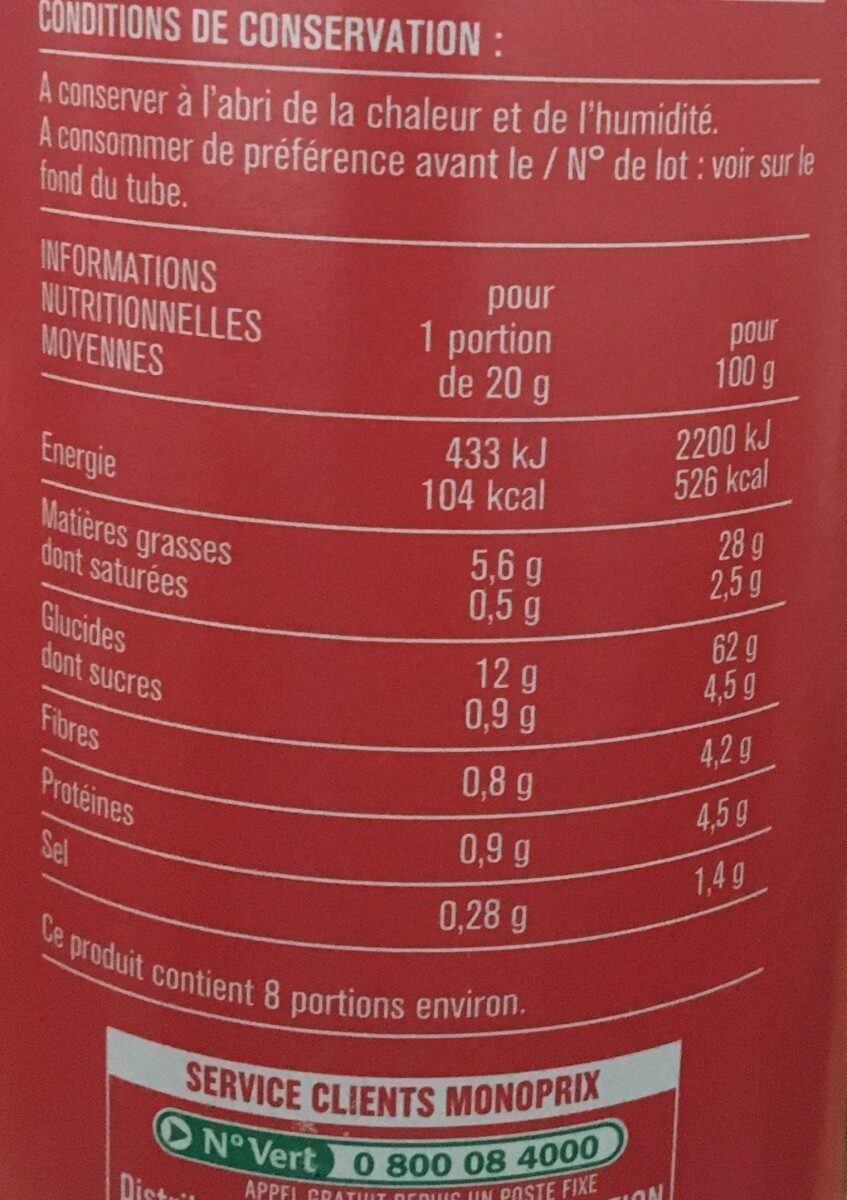 CONDITIONS DE CONSERVATION :
A conserver à l'abri de la chaleur et de l'humidité.
A consommer de préférence avant le / N° de lot : voir sur le
fond du tube.
INFORMATIONS
NUTRITIONNELLES
MOYENNES
pour
1 portion
de 20 g
pour
100 g
Energie 433 kJ 2200 kJ
104 kcal 526 kcal
Matières grasses 5,6 g 28 g
dont saturées 0,5 g 2,5 g
Glucides 12 g 62 g
dont sucres 0,9 g 4,5 g
Fibres 0,8 g 4,2 g
Protéines 0,9 g 4,5 g
Sel 0,28 g 1,4 g
Ce produit contient 8 portions environ.
SERVICE CLIENTS MONOPRIX
N° Vert 0 800 08 4000
APPEL GRATUIT DEPUIS UN POSTE FIXE